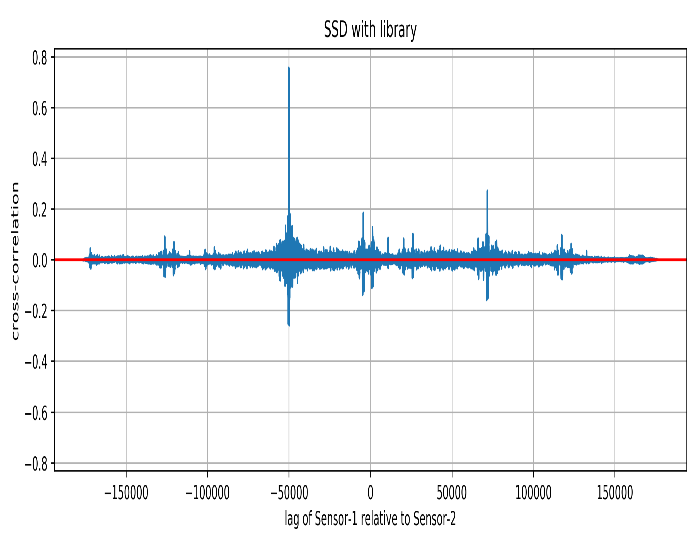 SSD with library
0.8
0.6
0.4
0.2
0.0
−0.2
−0.4
−0.6
−0.8
cross-correlation
−150000 −100000 −50000 0 50000 100000 150000
lag of Sensor-1 relative to Sensor-2